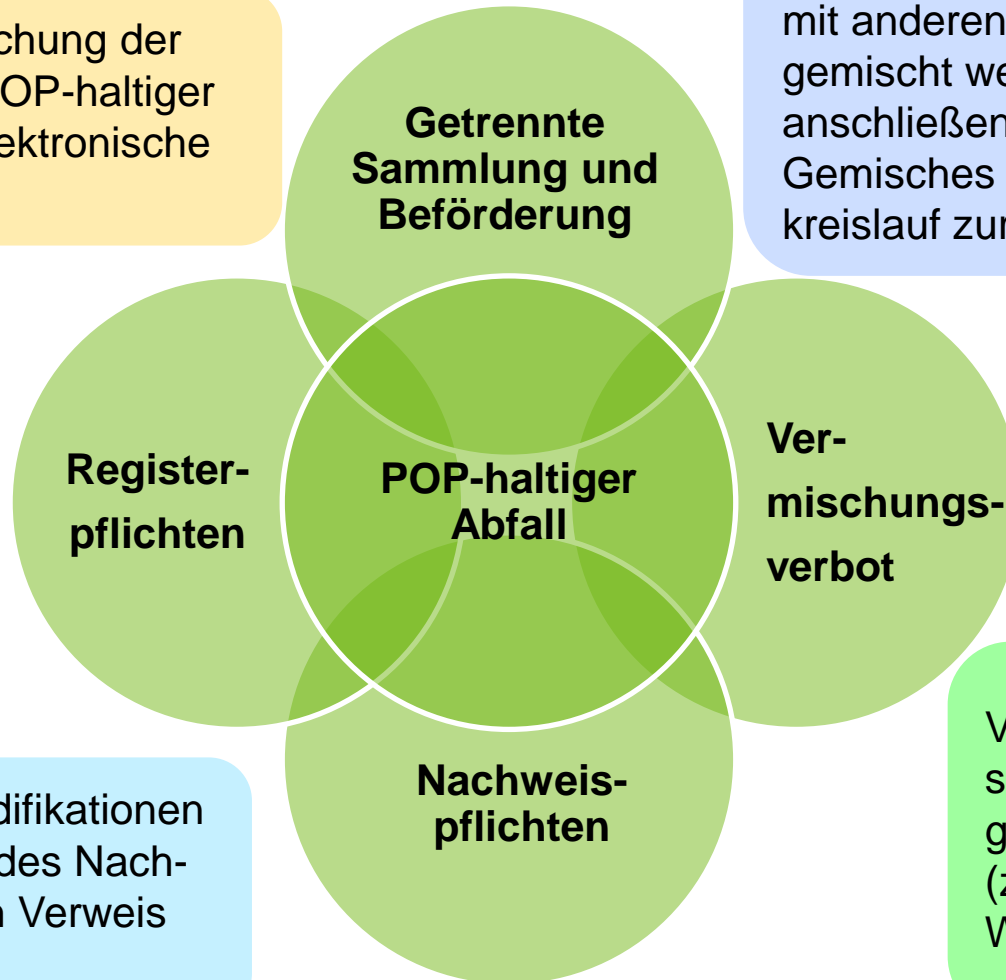 chung der
OP-haltiger
ektronische
mit anderen
gemischt we
anschließen
Gemisches
kreislauf zur
Getrennte
Sammlung und
Beförderung
Register-
pflichten
POP-haltiger
Abfall
Ver-
mischungs-
verbot
Nachweis-
pflichten
difikationen
des Nach-
n Verweis
V
s
g
(z
W